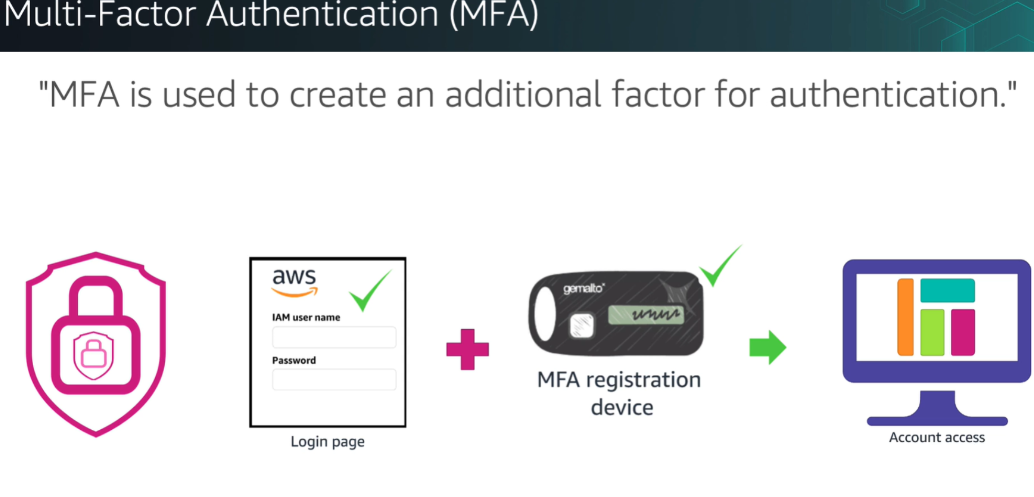 Multi-Factor Authentication (MFA)
"MFA is used to create an additional factor for authentication."
aws
IAM user name
Password
Login page
gemalto
MFA registration
device
Account access